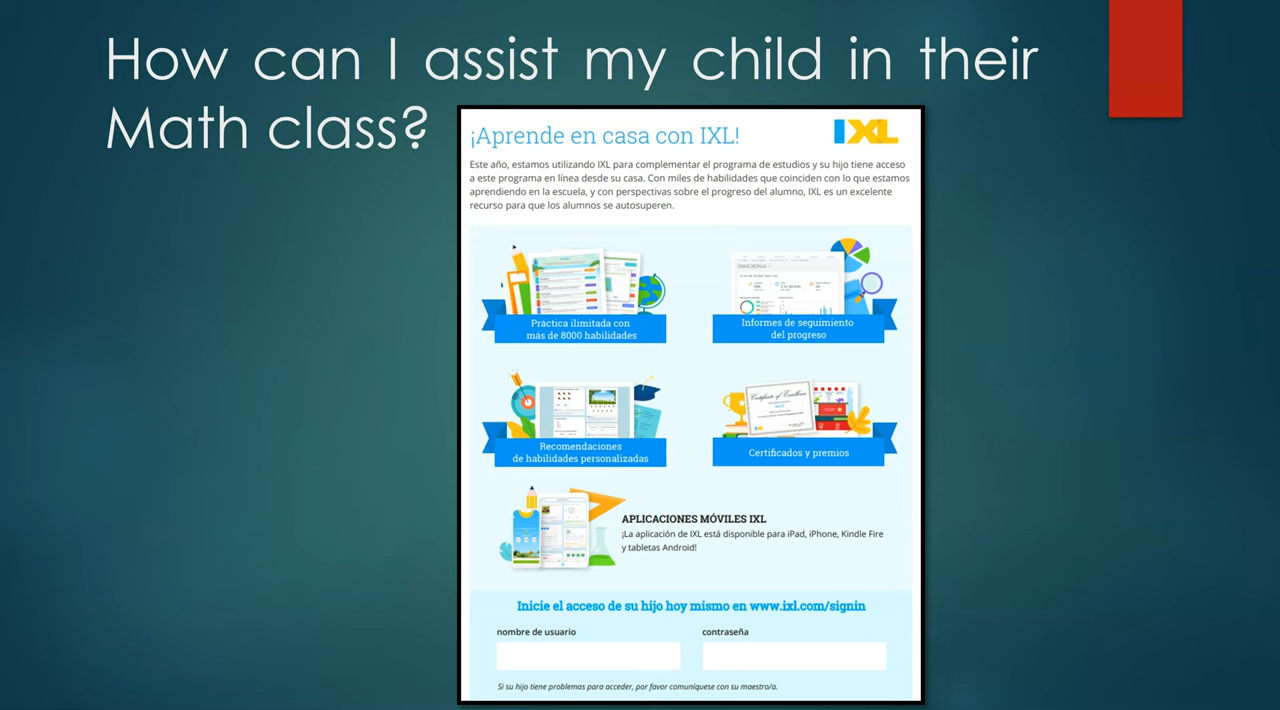 How can I assist my child in their
Math class?
¡Aprende en casa con IXL!
IXL
Este año, estamos utilizando IXL para complementar el programa de estudios y su hijo tiene acceso
a este programa en línea desde su casa. Con miles de habilidades que coinciden con lo que estamos
aprendiendo en la escuela, y con perspectivas sobre el progreso del alumno, IXL es un excelente
recurso para que los alumnos se autosuperen.
Práctica ilimitada con
más de 8000 habilidades
Informes de seguimiento
del progreso
Recomendaciones
de habilidades personalizadas
Certificate of Excellence
Certificados y premios
APLICACIONES MÓVILES IXL
¡La aplicación de IXL está disponible para iPad, iPhone, Kindle Fire
y tabletas Android!
Inicie el acceso de su hijo hoy mismo en www.ixl.com/signin
nombre de usuario
contraseña
Si su hijo tiene problemas para acceder, por favor comuníquese con su maestro/a.